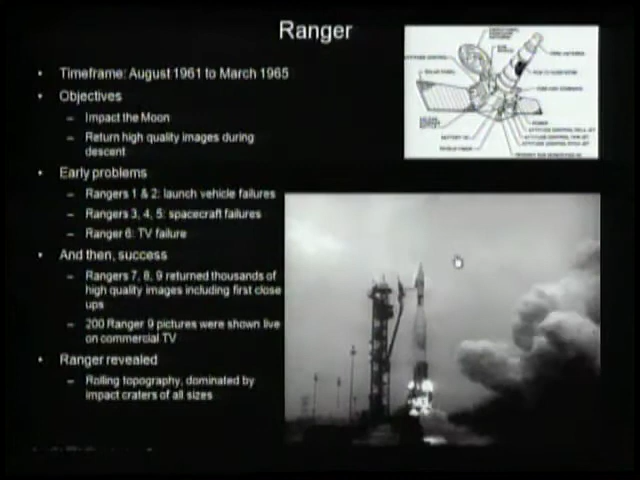 Ranger
• Timeframe: August 1961 to March 1965
• Objectives
– Impact the Moon
– Return high quality images during
descent
• Early problems
– Rangers 1 & 2: launch vehicle failures
– Rangers 3, 4, 5: spacecraft failures
– Ranger 6: TV failure
• And then, success
– Rangers 7, 8, 9 returned thousands of
high quality images including first close
ups
– 200 Ranger 9 pictures were shown live
on commercial TV
• Ranger revealed
– Rolling topography, dominated by
impact craters of all sizes